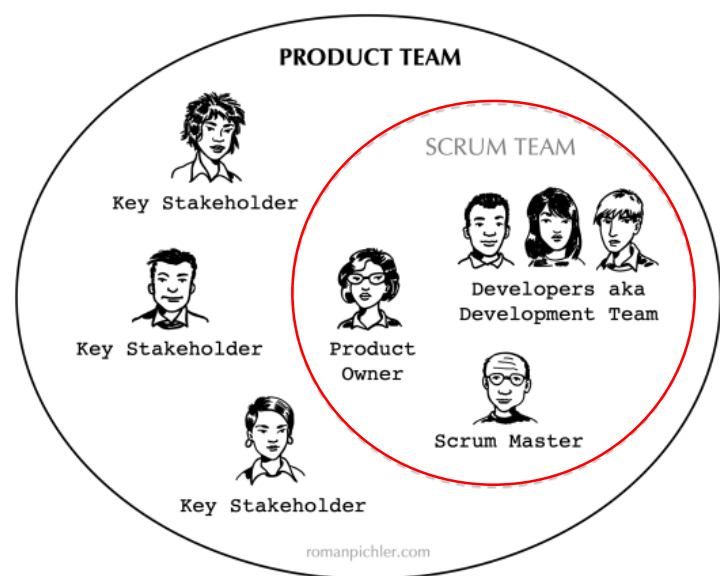 PRODUCT TEAM
SCRUM TEAM
Key Stakeholder
Developers aka
Development Team
Key Stakeholder
Product
Owner
Scrum Master
Key Stakeholder
romanpichler.com